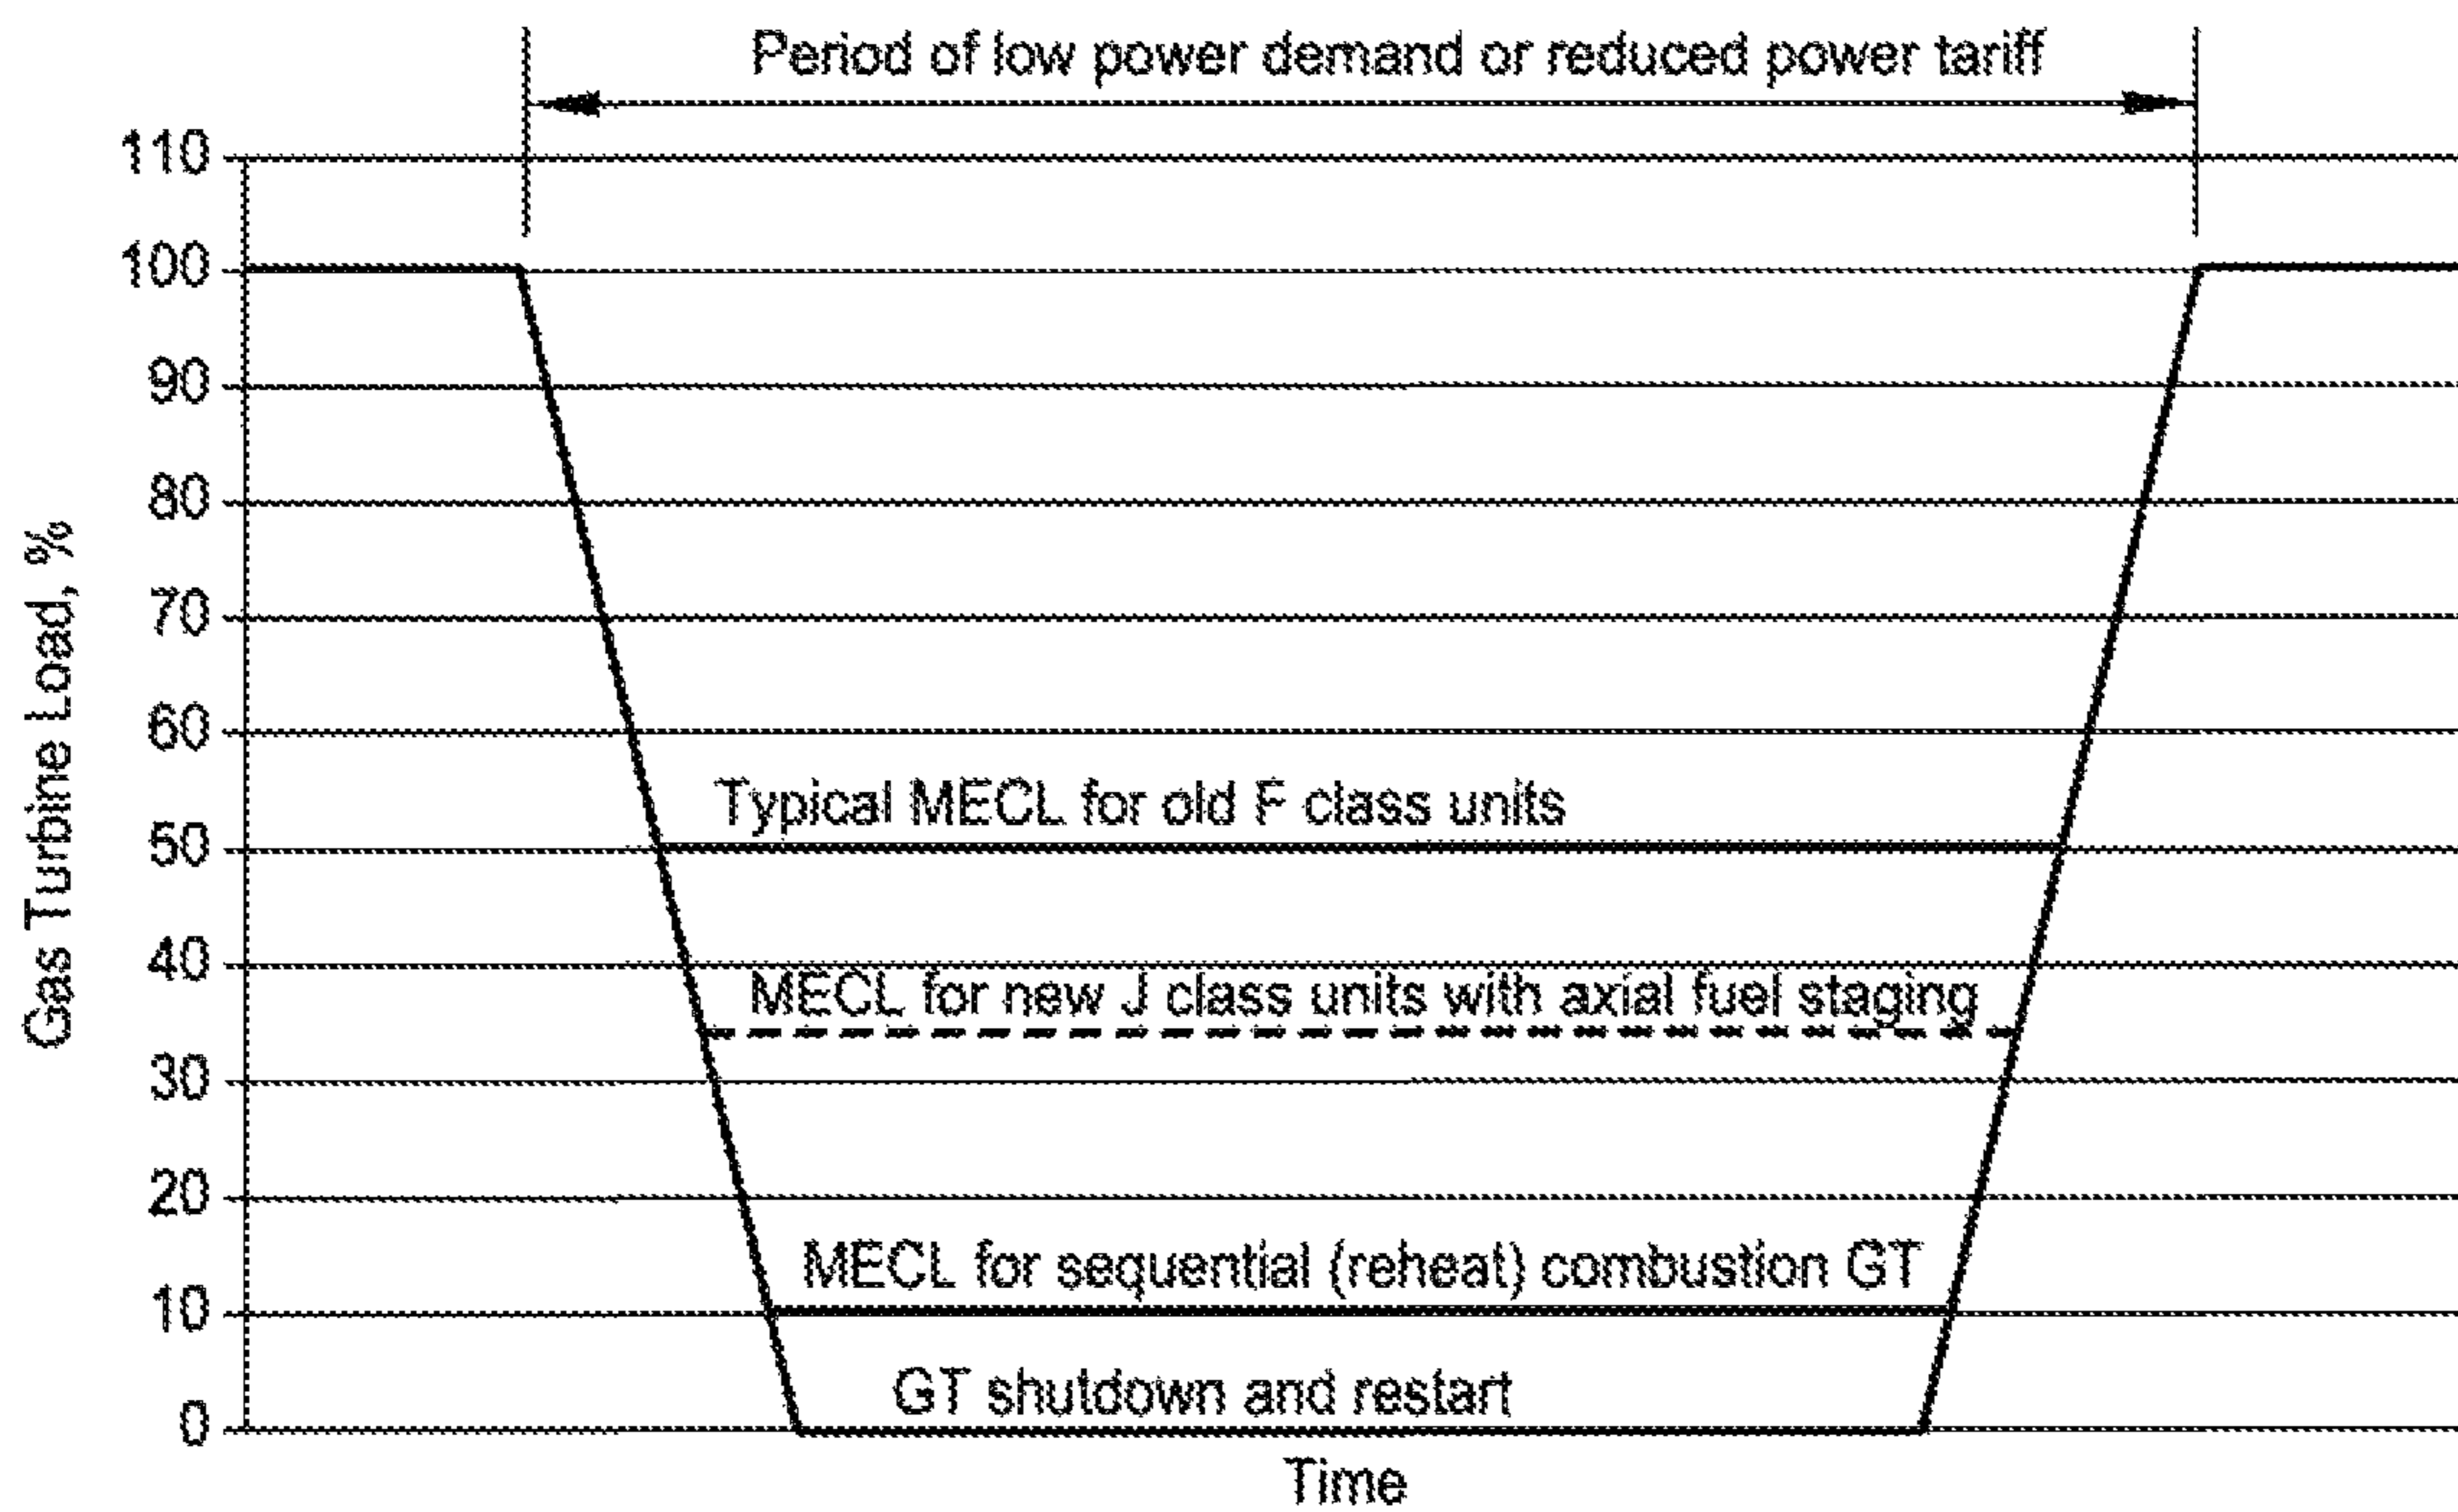 Period of low power demand or reduced power tariff
110
100
90
80
70
60
50
40
30
20
10
0
Gas Turbine Load, %
Typical MECL for old F class units
MECL for new J class units with axial fuel staging
MECL for sequential (reheat) combustion GT
GT shutdown and restart
Time